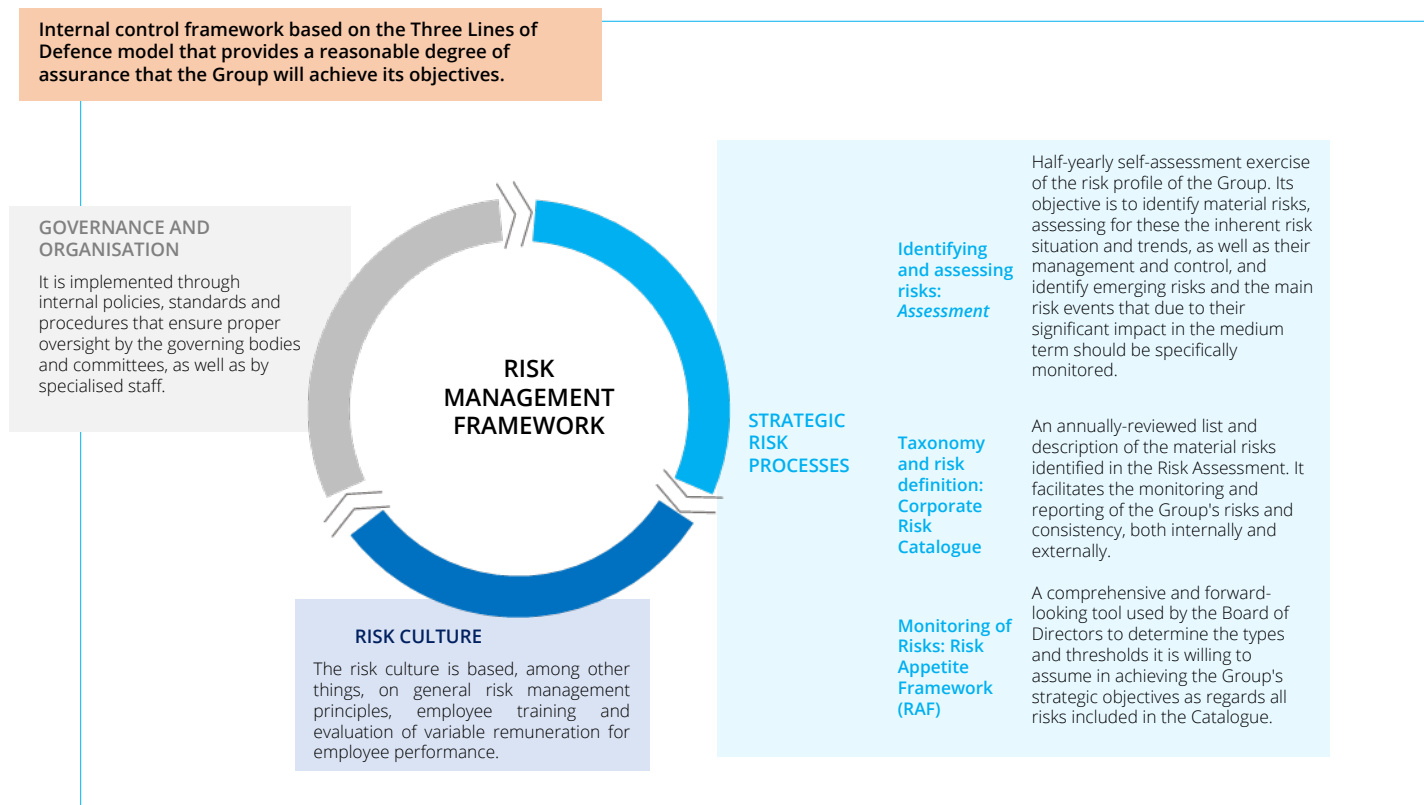 Internal control framework based on the Three Lines of
Defence model that provides a reasonable degree of
assurance that the Group will achieve its objectives.
GOVERNANCE AND
ORGANISATION
It is implemented through
internal policies, standards and
procedures that ensure proper
oversight by the governing bodies
and committees, as well as by
specialised staff.
RISK
MANAGEMENT
FRAMEWORK
RISK CULTURE
The risk culture is based, among other
things, on general risk management
principles, employee training and
evaluation of variable remuneration for
employee performance.
STRATEGIC
RISK
PROCESSES
Identifying
and assessing
risks:
Assessment
Half-yearly self-assessment exercise
of the risk profile of the Group. Its
objective is to identify material risks,
assessing for these the inherent risk
situation and trends, as well as their
management and control, and
identify emerging risks and the main
risk events that due to their
significant impact in the medium
term should be specifically
monitored.
Taxonomy
and risk
definition:
Corporate
Risk
Catalogue
An annually-reviewed list and
description of the material risks
identified in the Risk Assessment. It
facilitates the monitoring and
reporting of the Group's risks and
consistency, both internally and
externally.
Monitoring of
Risks: Risk
Appetite
Framework
(RAF)
A comprehensive and forward-
looking tool used by the Board of
Directors to determine the types
and thresholds it is willing to
assume in achieving the Group's
strategic objectives as regards all
risks included in the Catalogue.